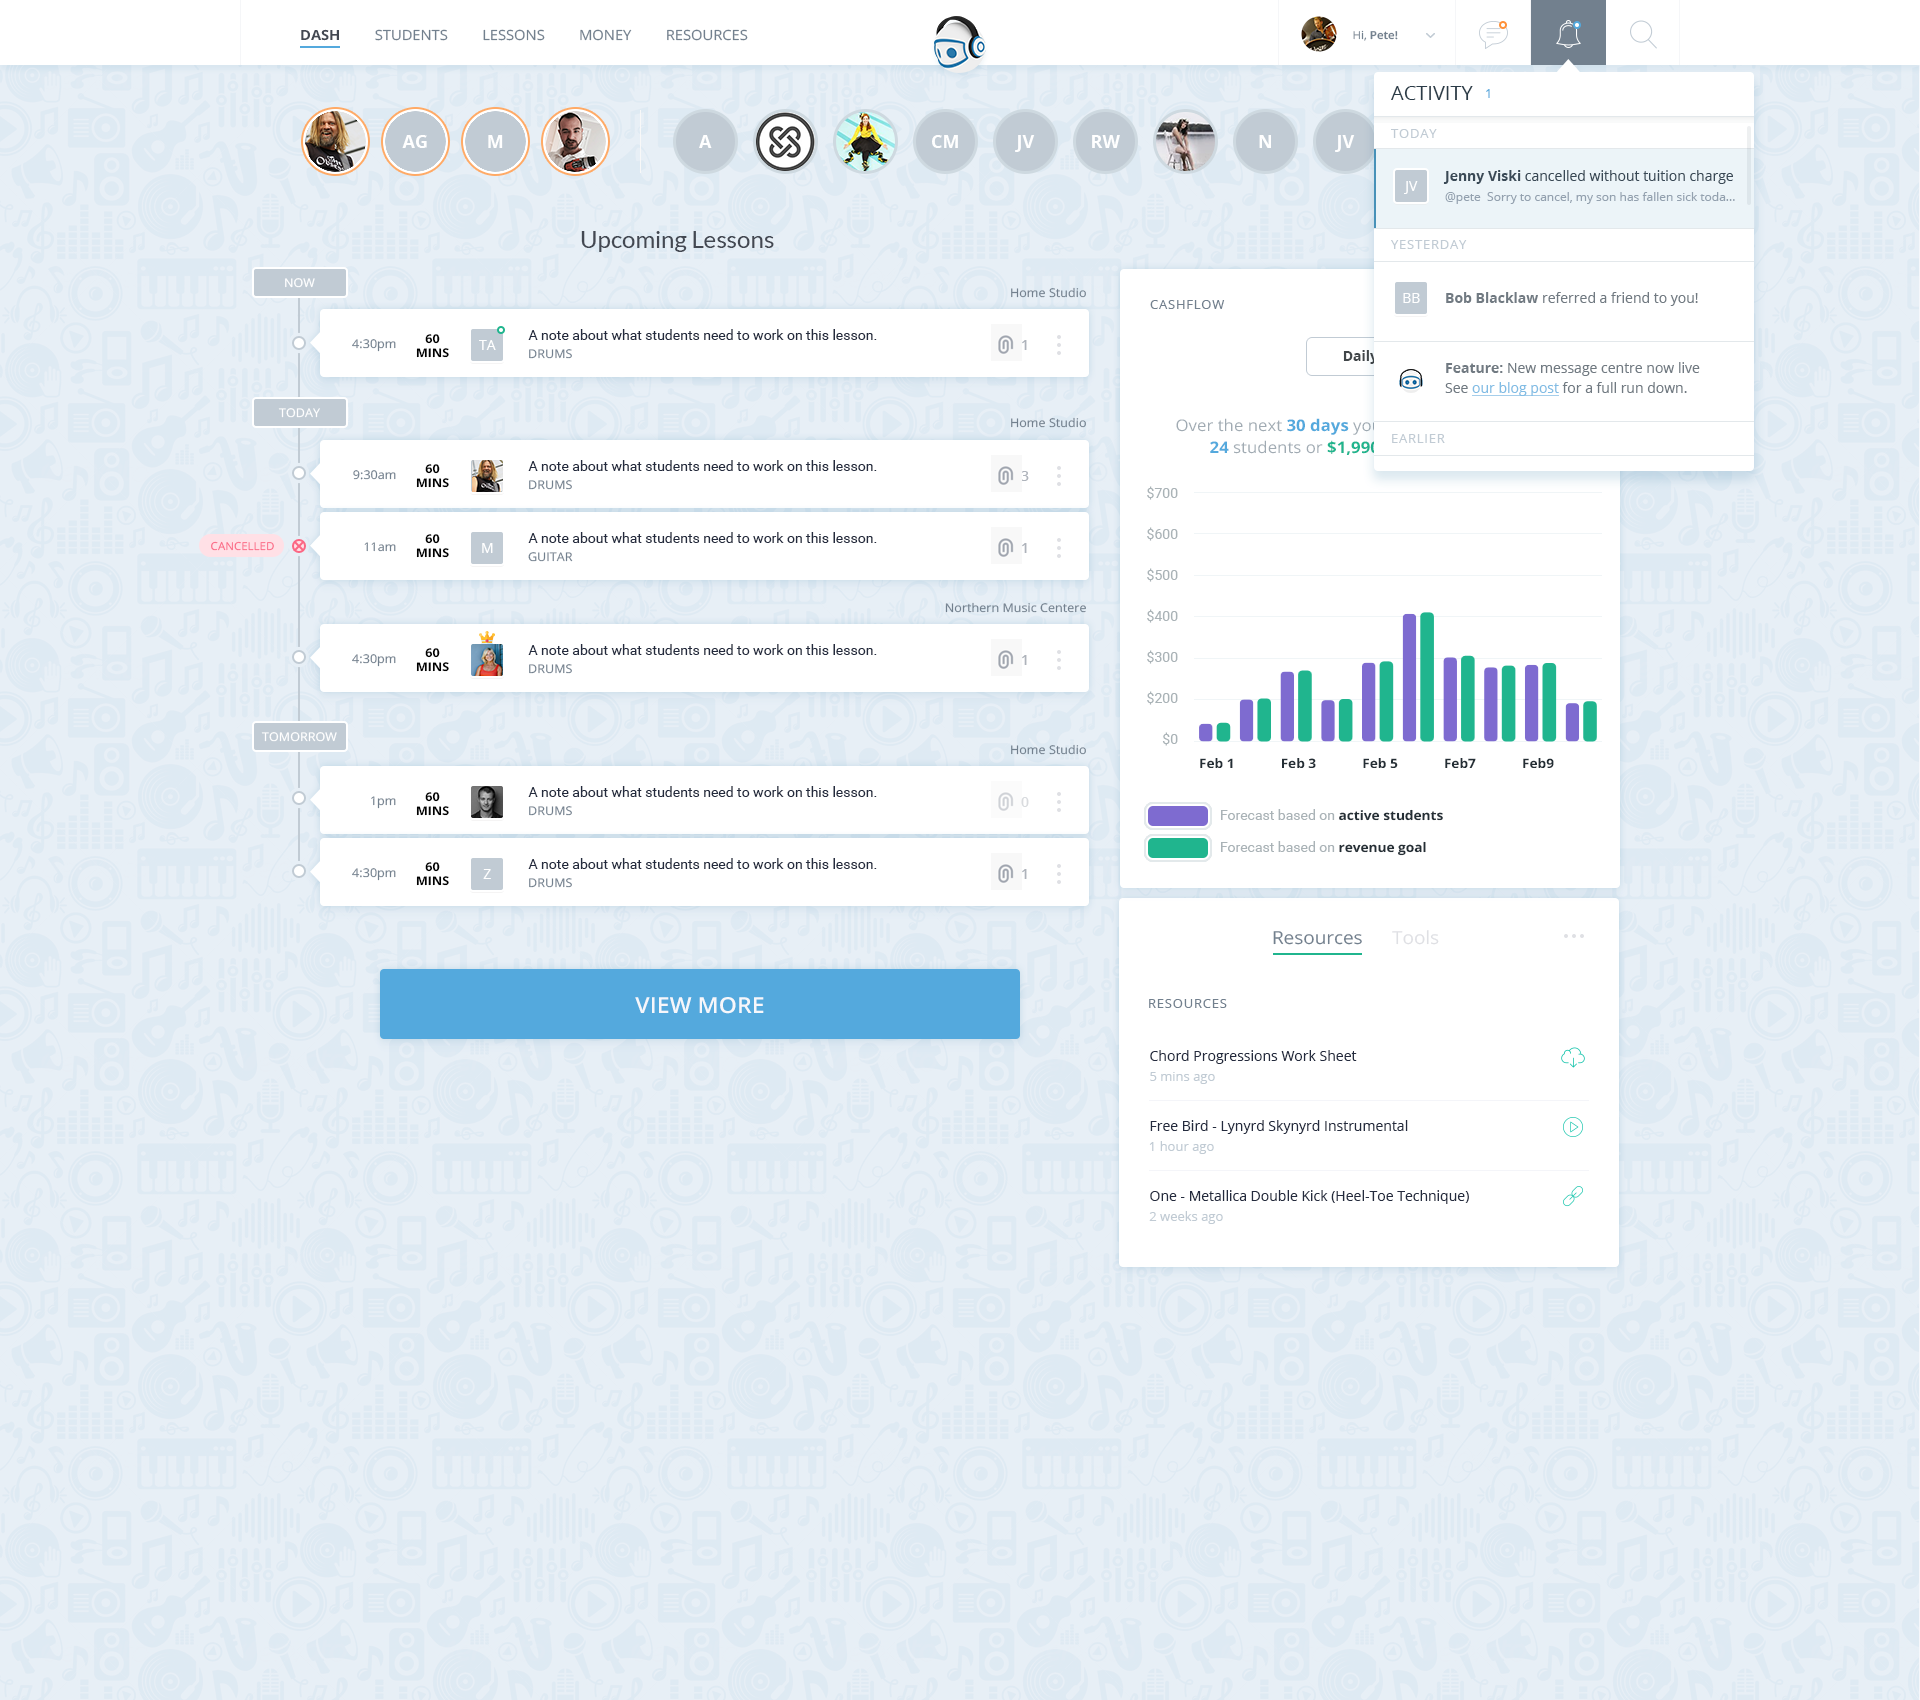 DASH
STUDENTS
LESSONS
MONEY
RESOURCES
Hi, Pete!
ACTIVITY 1
TODAY
JV
Jenny Viski cancelled without tuition charge
@pete Sorry to cancel, my son has fallen sick toda...
YESTERDAY
BB
Bob Blacklaw referred a friend to you!
Feature: New message centre now live
See our blog post for a full run down.
EARLIER
AG
M
A
CM
JV
RW
N
JV
Upcoming Lessons
NOW
Home Studio
4:30pm
60
MINS
TA
A note about what students need to work on this lesson.
DRUMS
1
TODAY
Home Studio
9:30am
60
MINS
A note about what students need to work on this lesson.
DRUMS
3
CANCELLED
11am
60
MINS
M
A note about what students need to work on this lesson.
GUITAR
1
Northern Music Centere
4:30pm
60
MINS
A note about what students need to work on this lesson.
DRUMS
1
TOMORROW
Home Studio
1pm
60
MINS
A note about what students need to work on this lesson.
DRUMS
0
4:30pm
60
MINS
Z
A note about what students need to work on this lesson.
DRUMS
1
VIEW MORE
CASHFLOW
Daily
Over the next 30 days
24 students or $1,990
$700
$600
$500
$400
$300
$200
$0
Feb 1
Feb 3
Feb 5
Feb7
Feb9
Forecast based on active students
Forecast based on revenue goal
Resources
Tools
RESOURCES
Chord Progressions Work Sheet
5 mins ago
Free Bird - Lynyrd Skynyrd Instrumental
1 hour ago
One - Metallica Double Kick (Heel-Toe Technique)
2 weeks ago